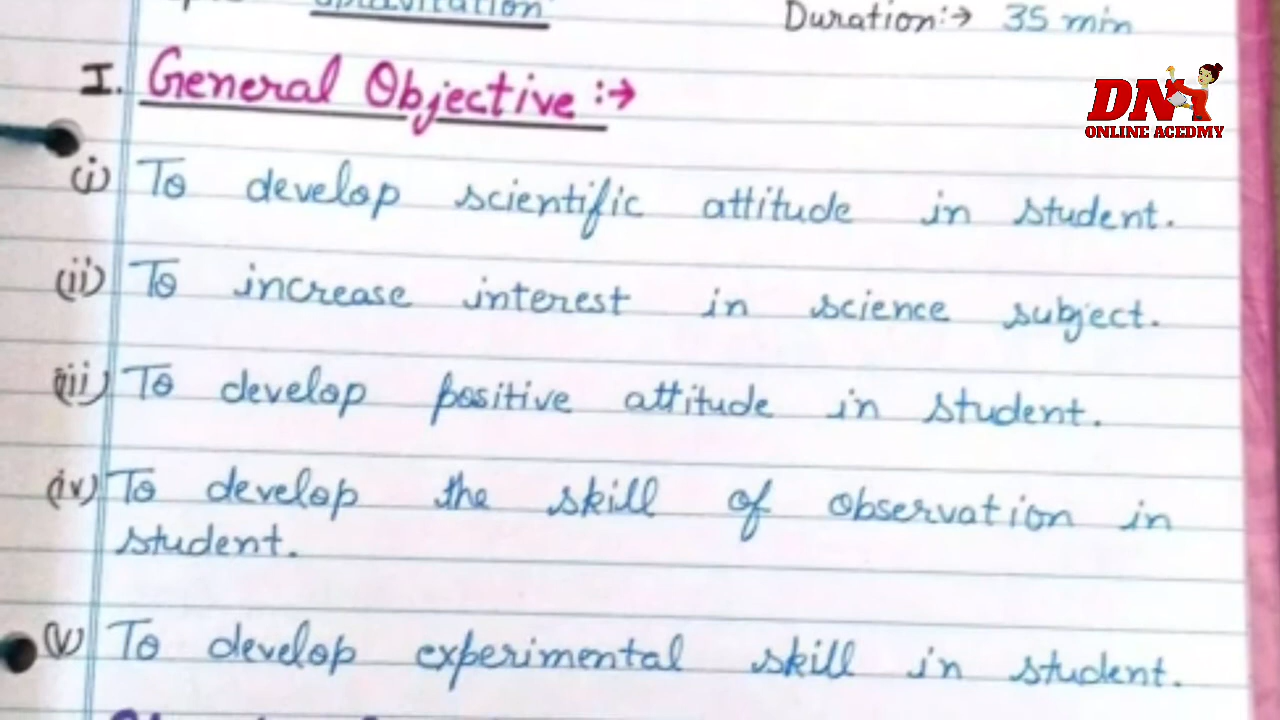 Gravitation Duration:→ 35 min
I. General Objective :→
DN
ONLINE ACEDMY
(i) To develop scientific attitude in student.
(ii) To increase interest in science subject.
(iii) To develop positive attitude in student.
(iv) To develop the skill of observation in
student.
(v) To develop experimental skill in student.